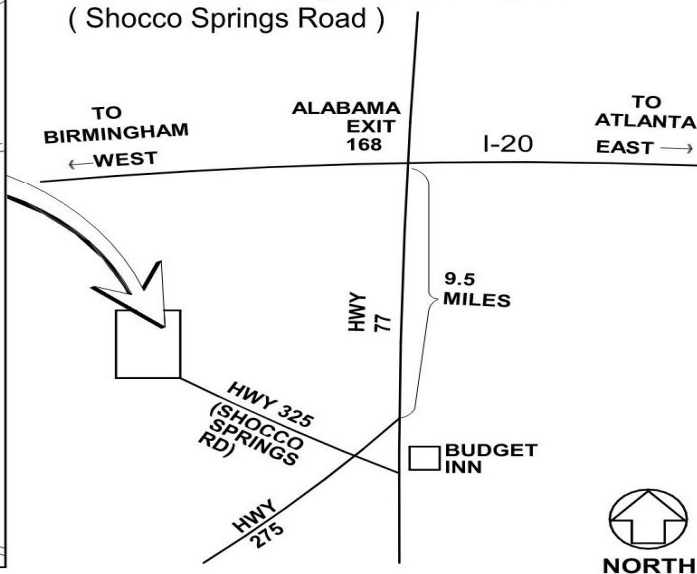 ( Shocco Springs Road )
TO
BIRMINGHAM
←WEST
ALABAMA
EXIT
168
I-20
TO
ATLANTA
EAST →
9.5
MILES
HWY
77
HWY 325
(SHOCCO
SPRINGS
RD)
BUDGET
INN
HWY
275
NORTH